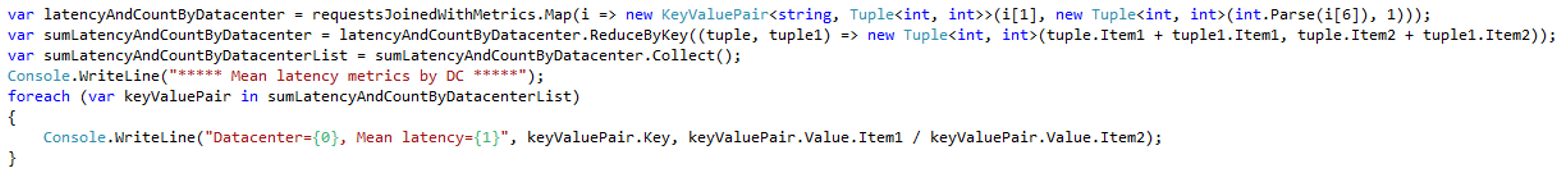 var latencyAndCountByDatacenter = requestsJoinedWithMetrics.Map(i => new KeyValuePair<string, Tuple<int, int>>(i[1], new Tuple<int, int>(int.Parse(i[6]), 1)));
var sumLatencyAndCountByDatacenter = latencyAndCountByDatacenter.ReduceByKey((tuple, tuple1) => new Tuple<int, int>(tuple.Item1 + tuple1.Item1, tuple.Item2 + tuple1.Item2));
var sumLatencyAndCountByDatacenterList = sumLatencyAndCountByDatacenter.Collect();
Console.WriteLine("***** Mean latency metrics by DC *****");
foreach (var keyValuePair in sumLatencyAndCountByDatacenterList)
{
    Console.WriteLine("Datacenter={0}, Mean latency={1}", keyValuePair.Key, keyValuePair.Value.Item1 / keyValuePair.Value.Item2);
}